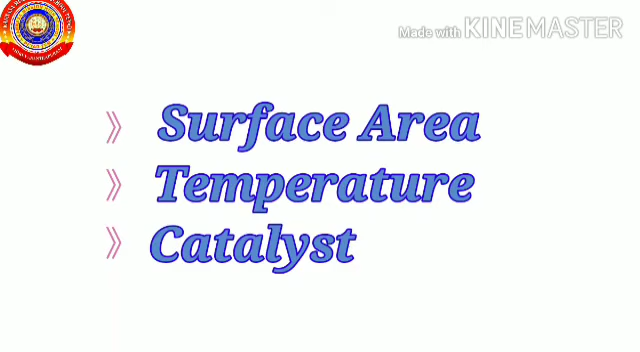 Made with KINEMASTER
》 Surface Area
》 Temperature
》 Catalyst